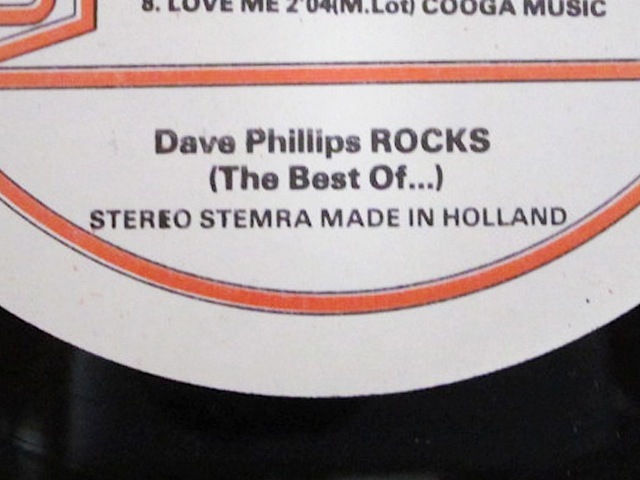 8. LOVE ME 2'04(M.Lot) COOGA MUSIC
Dave Phillips ROCKS
(The Best Of...)
STEREO STEMRA MADE IN HOLLAND